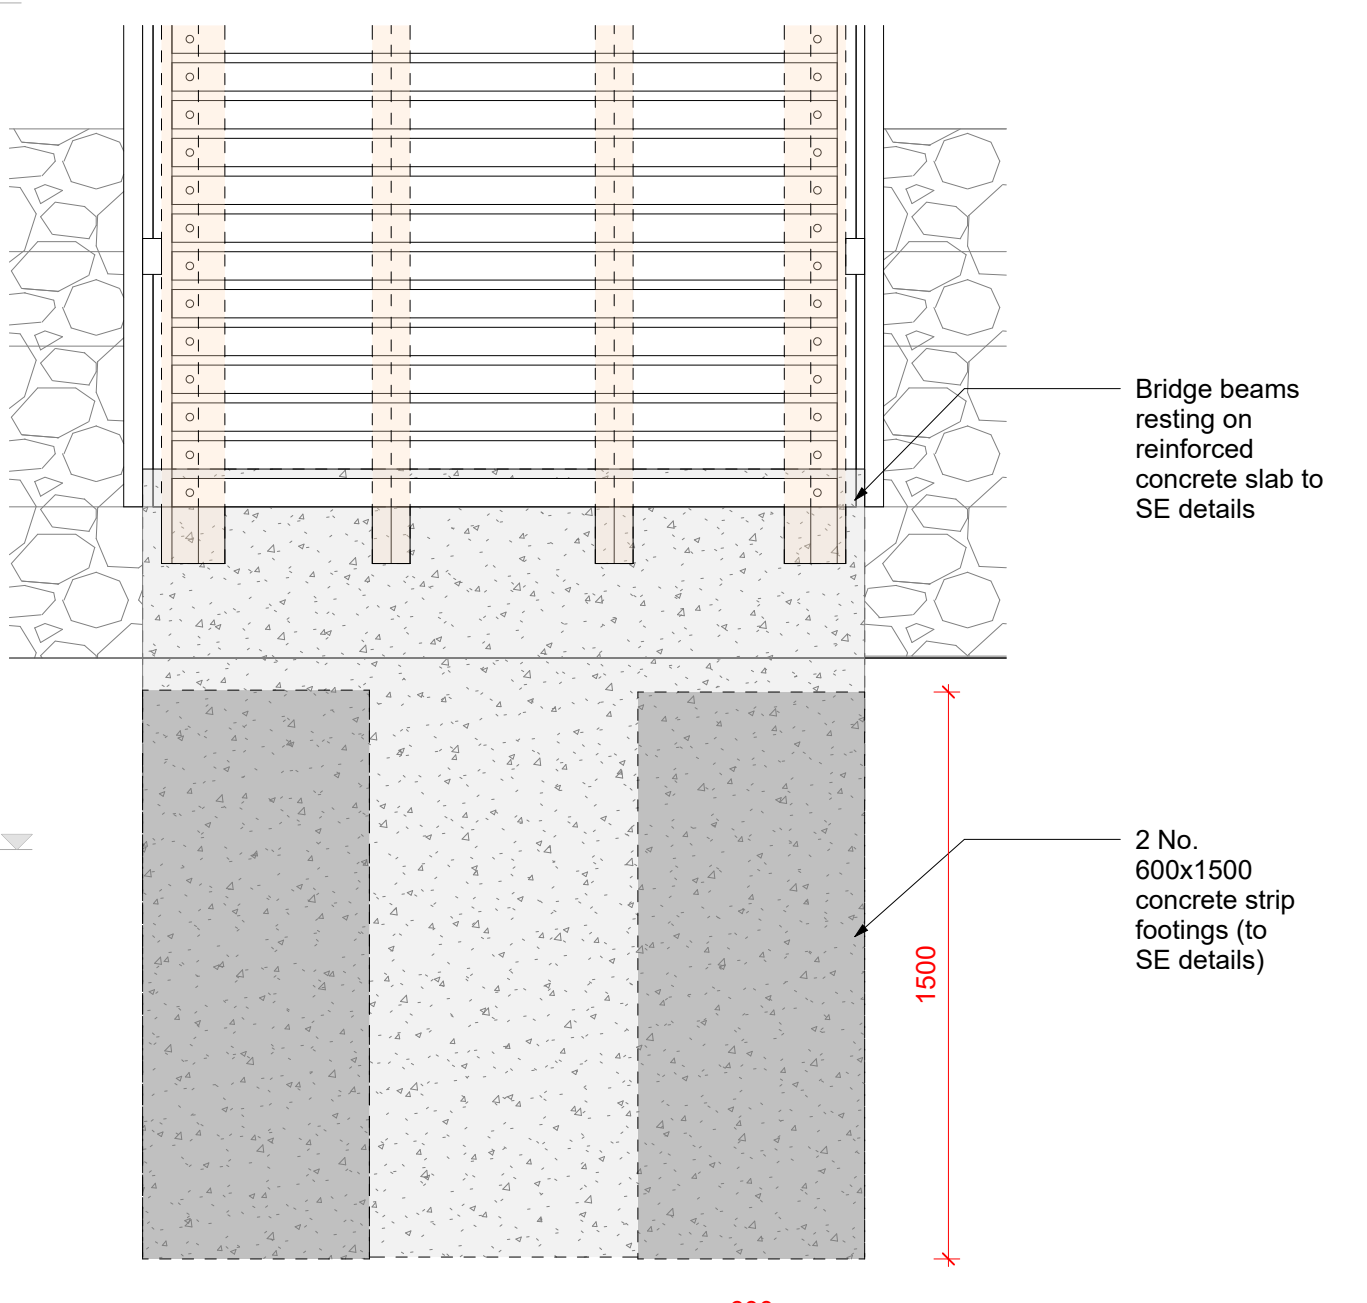 Bridge beams
resting on
reinforced
concrete slab to
SE details
2 No.
600x1500
concrete strip
footings (to
SE details)
1500